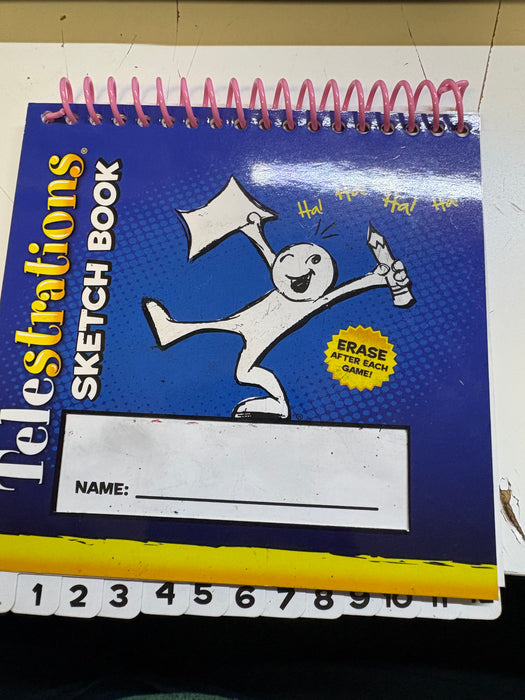 Telestrations®
SKETCH BOOK
Ha! Ha! Ha! Ha!
ERASE
AFTER EACH
GAME!
NAME:
1 2 3 4 5 6 7 8 9 10 11